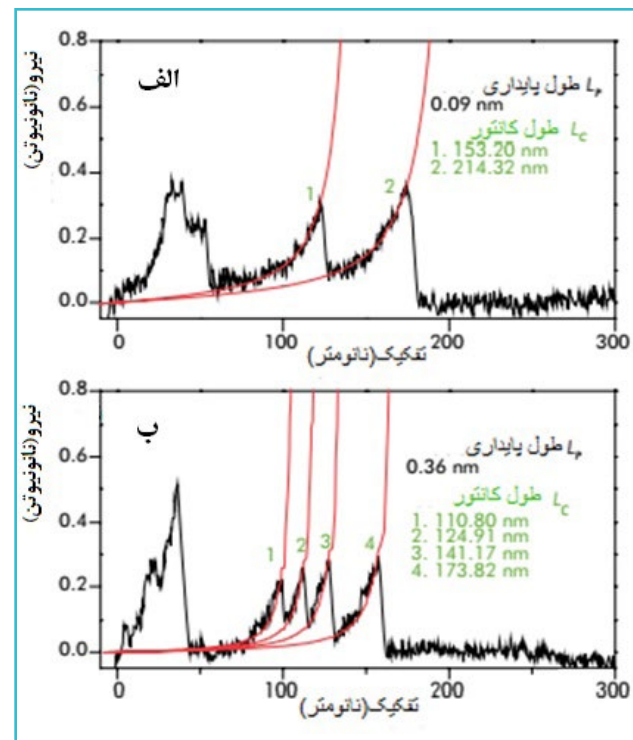 نیرو(نانونیوتن)
0.8
0.6
0.4
0.2
0.0
الف
1
2
طول پایداری Lₚ
0.09 nm
طول کانتور L_C
1. 153.20 nm
2. 214.32 nm
0
100
200
300
تفکیک(نانومتر)
نیرو(نانونیوتن)
0.8
0.6
0.4
0.2
0.0
ب
1
2
3
4
طول پایداری Lₚ
0.36 nm
طول کانتور L_C
1. 110.80 nm
2. 124.91 nm
3. 141.17 nm
4. 173.82 nm
0
100
200
300
تفکیک(نانومتر)